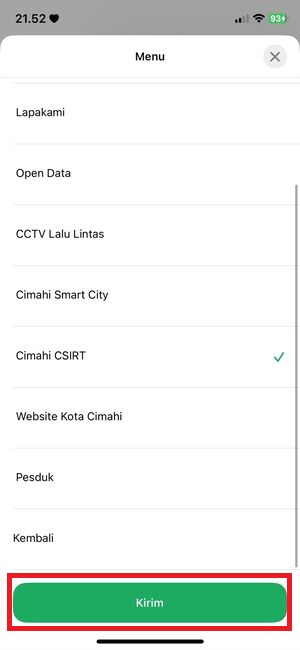 21.52
93
Menu
Lapakami
Open Data
CCTV Lalu Lintas
Cimahi Smart City
Cimahi CSIRT
Website Kota Cimahi
Pesduk
Kembali
Kirim